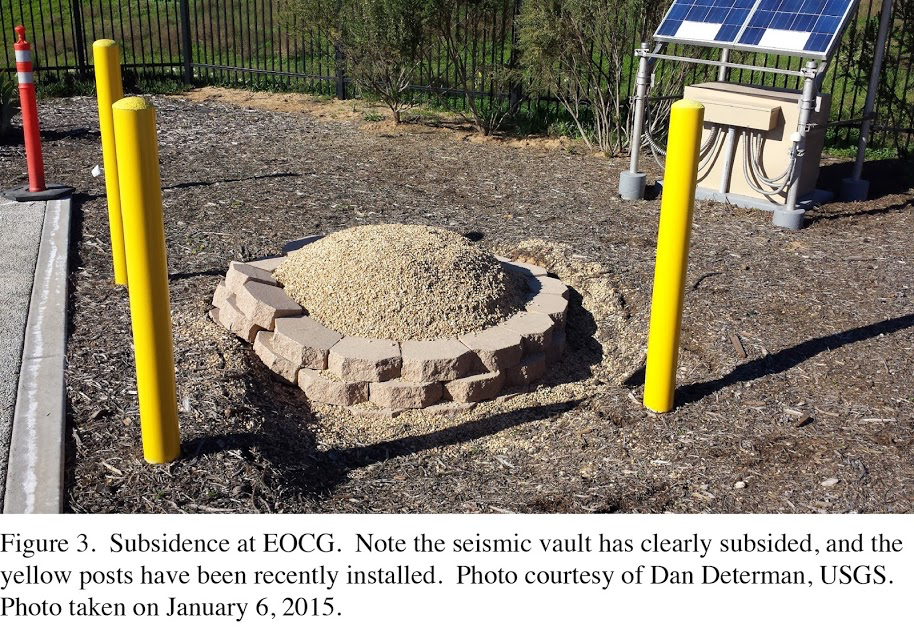 Figure 3.  Subsidence at EOCG.  Note the seismic vault has clearly subsided, and the
yellow posts have been recently installed.  Photo courtesy of Dan Determan, USGS.
Photo taken on January 6, 2015.